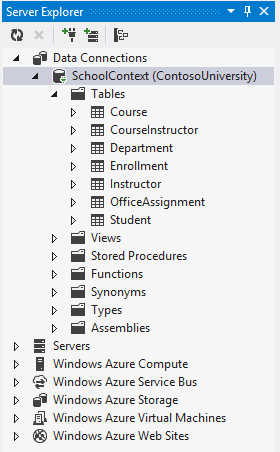 Server Explorer
Data Connections
SchoolContext (ContosoUniversity)
Tables
Course
CourseInstructor
Department
Enrollment
Instructor
OfficeAssignment
Student
Views
Stored Procedures
Functions
Synonyms
Types
Assemblies
Servers
Windows Azure Compute
Windows Azure Service Bus
Windows Azure Storage
Windows Azure Virtual Machines
Windows Azure Web Sites